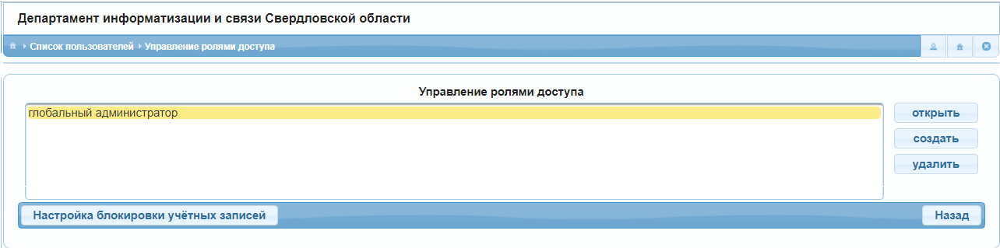 Департамент информатизации и связи Свердловской области
Список пользователей Управление ролями доступа
Управление ролями доступа
глобальный администратор
открыть
создать
удалить
Настройка блокировки учётных записей
Назад